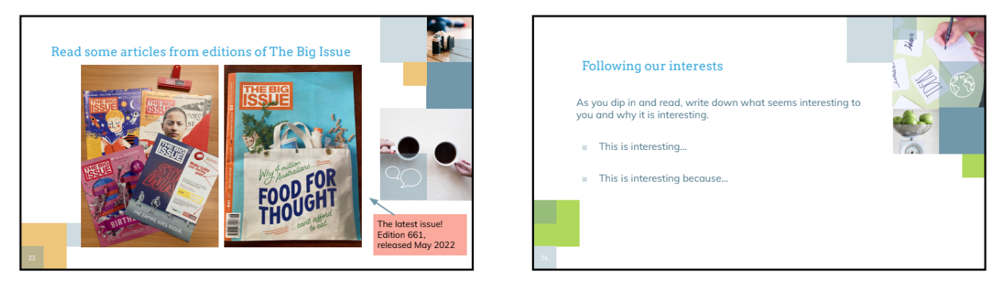 Read some articles from editions of The Big Issue
THE BIG
ISSUE
THE BIG
ISSUE
THE BIG
ISSUE
THE BIG
ISSUE
THE EMPIRE GOES ROGUE
THE BIG
ISSUE
Why 4 million
Australians...
FOOD FOR
THOUGHT
...can't afford
to eat
The latest issue!
Edition 661,
released May 2022
23
Following our interests
As you dip in and read, write down what seems interesting to
you and why it is interesting.
This is interesting...
This is interesting because...
ideas
ideas
IDEAS
24